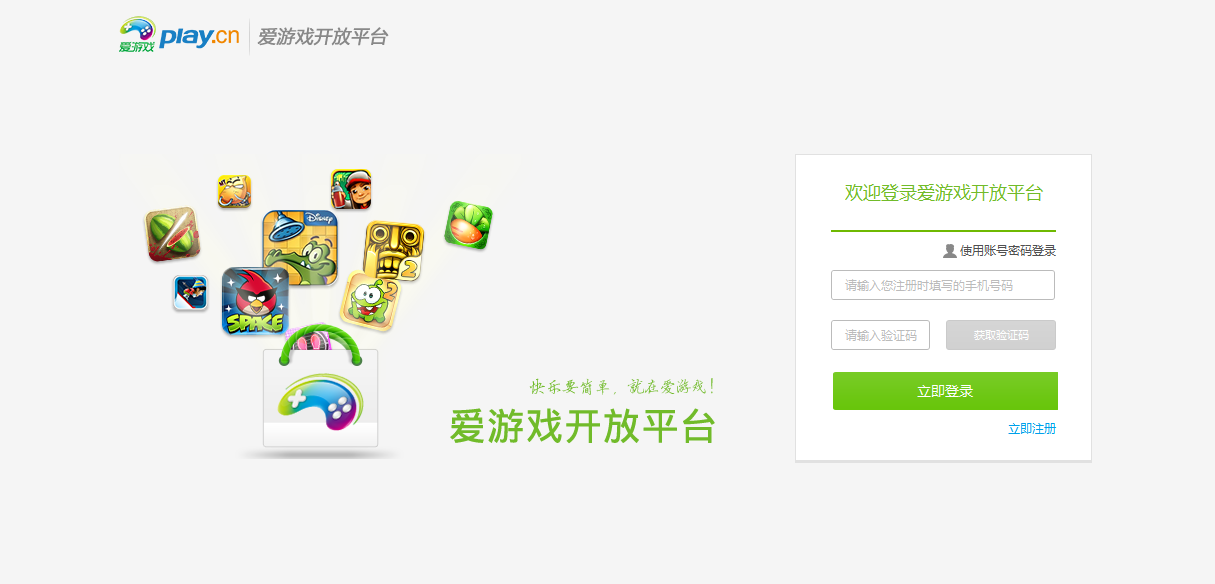 爱游戏 play.cn 爱游戏开放平台
DISNEY
2
2
SPACE
快乐要简单，就在爱游戏！
爱游戏开放平台
欢迎登录爱游戏开放平台
使用账号密码登录
请输入您注册时填写的手机号码
请输入验证码 获取验证码
立即登录
立即注册